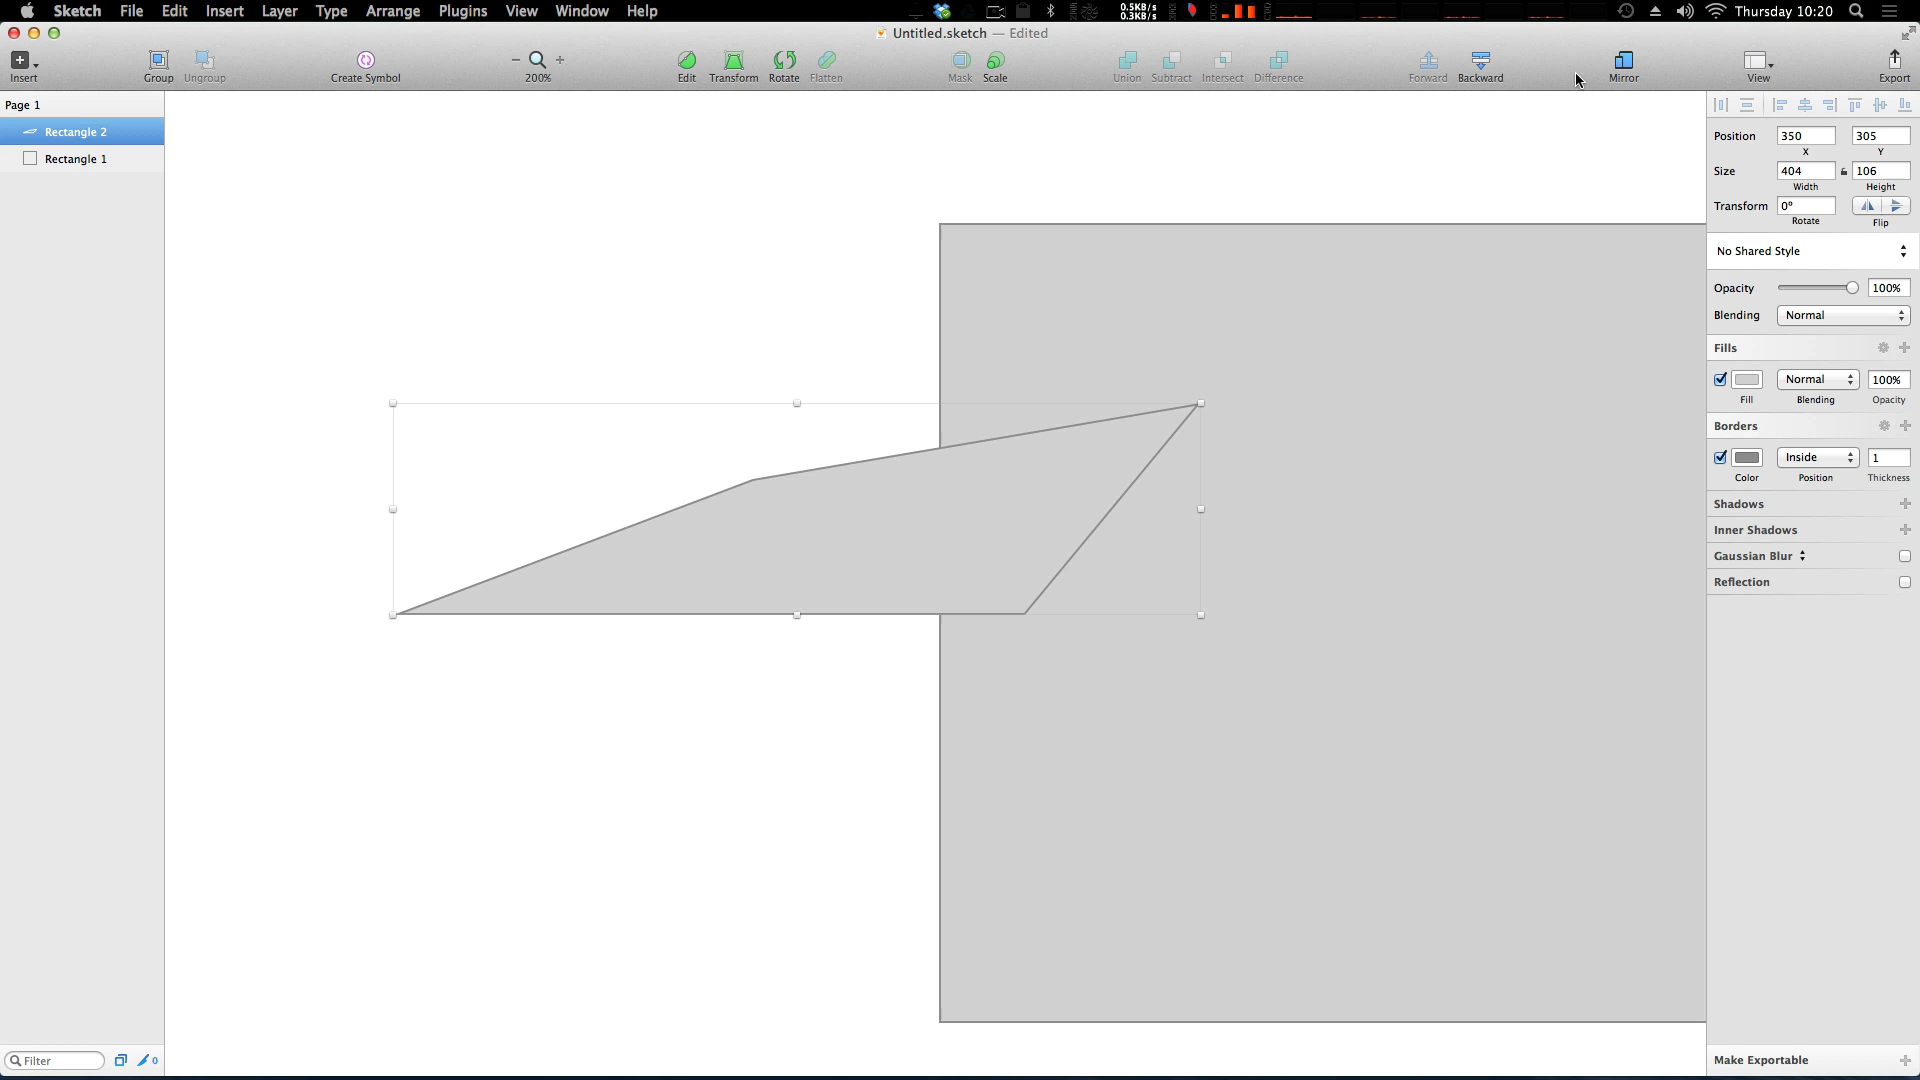 Sketch File Edit Insert Layer Type Arrange Plugins View Window Help 0.5KB/s 0.3KB/s Thursday 10:20
Untitled.sketch — Edited
Insert Group Ungroup Create Symbol 200% Edit Transform Rotate Flatten Mask Scale Union Subtract Intersect Difference Forward Backward Mirror View Export
Page 1
Rectangle 2
Rectangle 1
Position 350 305
X Y
Size 404 106
Width Height
Transform 0°
Rotate Flip
No Shared Style
Opacity 100%
Blending Normal
Fills
Normal 100%
Fill Blending Opacity
Borders
Inside 1
Color Position Thickness
Shadows
Inner Shadows
Gaussian Blur
Reflection
Filter 0
Make Exportable